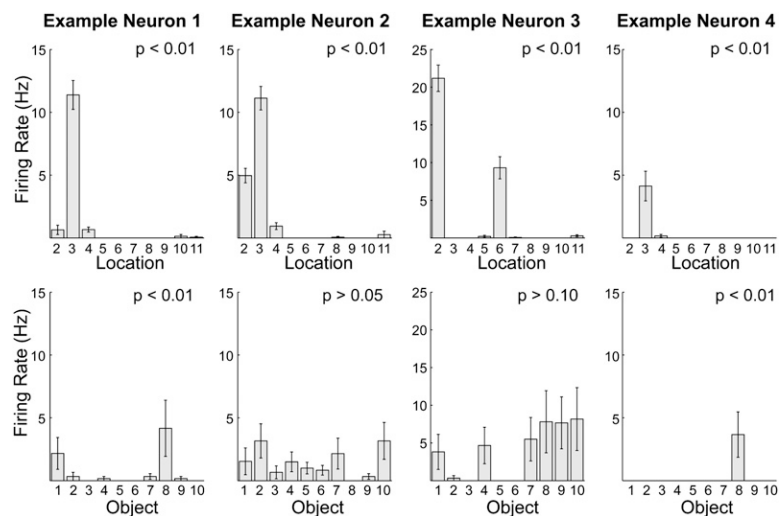 Example Neuron 1 Example Neuron 2 Example Neuron 3 Example Neuron 4
15 15 25 15
p < 0.01 p < 0.01 p < 0.01 p < 0.01
20
10 10 15 10
Firing Rate (Hz)
10
5 5 5 5
2 3 4 5 6 7 8 9 10 11 2 3 4 5 6 7 8 9 10 11 2 3 4 5 6 7 8 9 10 11 2 3 4 5 6 7 8 9 10 11
Location Location Location Location
15 15 25 15
p < 0.01 p > 0.05 p > 0.10 p < 0.01
20
10 10 15 10
Firing Rate (Hz)
10
5 5 5 5
1 2 3 4 5 6 7 8 9 10 1 2 3 4 5 6 7 8 9 10 1 2 3 4 5 6 7 8 9 10 1 2 3 4 5 6 7 8 9 10
Object Object Object Object